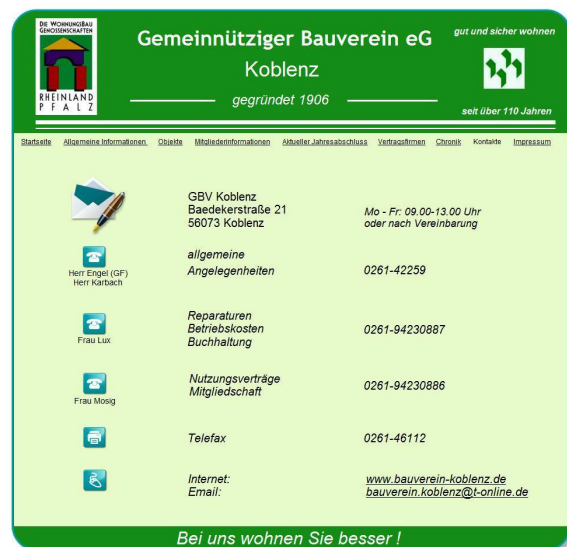 DIE WOHNUNGSBAU
GENOSSENSCHAFTEN
RHEINLAND
PFALZ
Gemeinnütziger Bauverein eG
Koblenz
gegründet 1906
gut und sicher wohnen
seit über 110 Jahren
Startseite Allgemeine Informationen Objekte Mitgliederinformationen Aktueller Jahresabschluss Vertragsfirmen Chronik Kontakte Impressum
GBV Koblenz
Baedekerstraße 21
56073 Koblenz
Mo - Fr: 09.00-13.00 Uhr
oder nach Vereinbarung
Herr Engel (GF)
Herr Karbach
allgemeine
Angelegenheiten
0261-42259
Frau Lux
Reparaturen
Betriebskosten
Buchhaltung
0261-94230887
Frau Mosig
Nutzungsverträge
Mitgliedschaft
0261-94230886
Telefax
0261-46112
Internet:
www.bauverein-koblenz.de
Email:
bauverein.koblenz@t-online.de
Bei uns wohnen Sie besser !